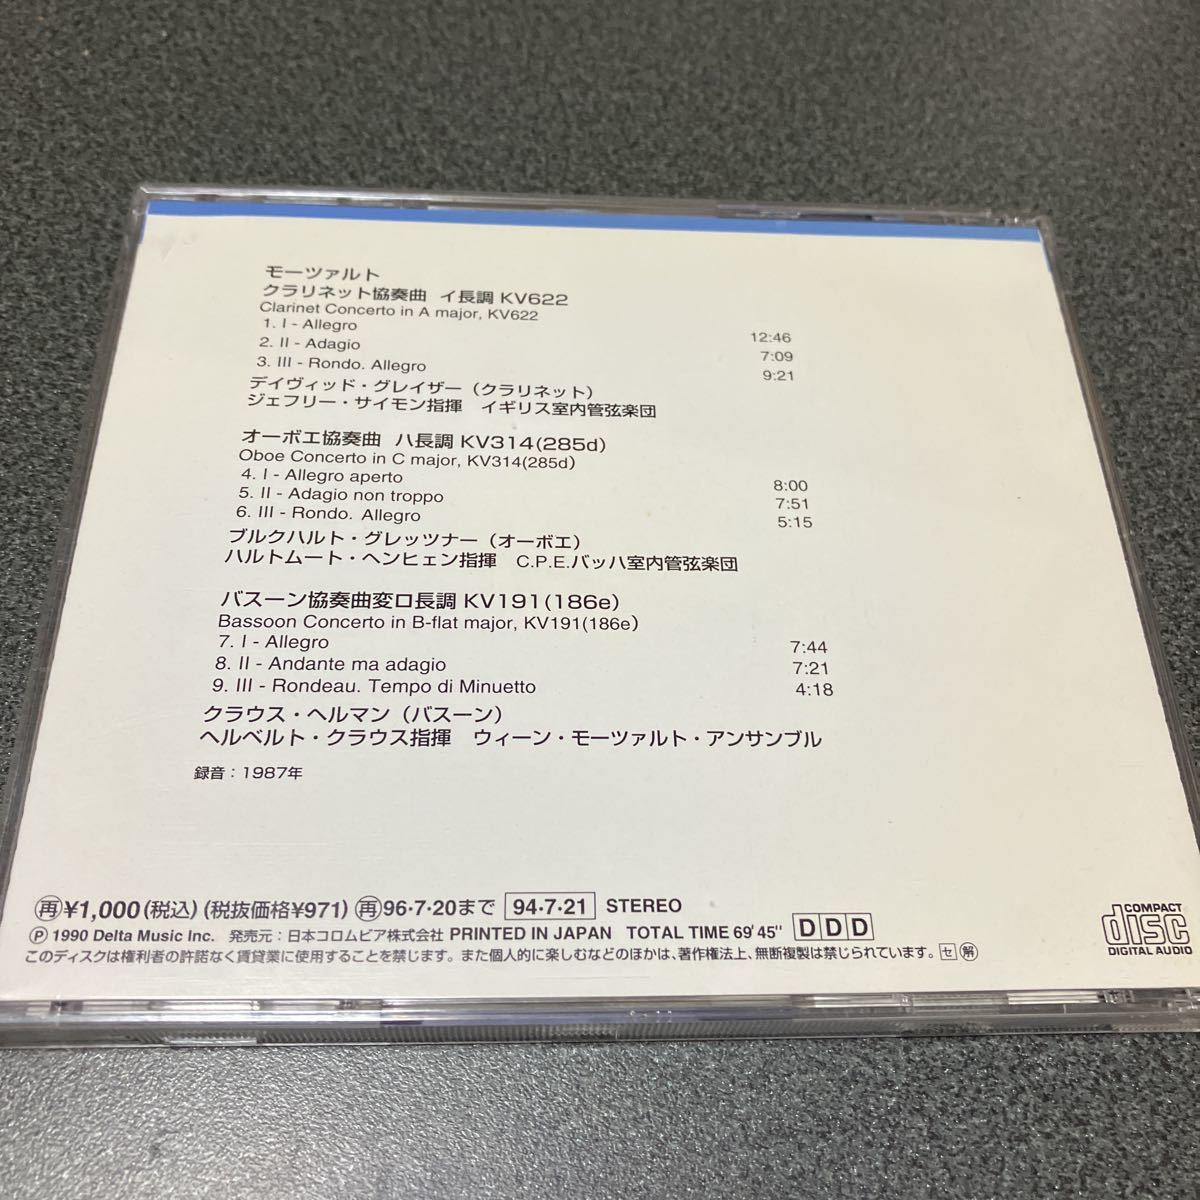 モーツァルト
クラリネット協奏曲 イ長調 KV622
Clarinet Concerto in A major, KV622
1. I - Allegro 12:46
2. II - Adagio 7:09
3. III - Rondo. Allegro 9:21
デイヴィッド・グレイザー（クラリネット）
ジェフリー・サイモン指揮 イギリス室内管弦楽団
オーボエ協奏曲 ハ長調 KV314(285d)
Oboe Concerto in C major, KV314(285d)
4. I - Allegro aperto 8:00
5. II - Adagio non troppo 7:51
6. III - Rondo. Allegro 5:15
ブルクハルト・グレッツナー（オーボエ）
ハルトムート・ヘンヒェン指揮 C.P.E.バッハ室内管弦楽団
バスーン協奏曲変ロ長調 KV191(186e)
Bassoon Concerto in B-flat major, KV191(186e)
7. I - Allegro 7:44
8. II - Andante ma adagio 7:21
9. III - Rondeau. Tempo di Minuetto 4:18
クラウス・ヘルマン（バスーン）
ヘルベルト・クラウス指揮 ウィーン・モーツァルト・アンサンブル
録音：1987年
㊢¥1,000(税込)(税抜価格¥971) 再96・7・20まで 94・7・21 STEREO
Ⓟ 1990 Delta Music Inc. 発売元：日本コロムビア株式会社 PRINTED IN JAPAN TOTAL TIME 69'45" DDD
このディスクは権利者の許諾なく賃貸業に使用することを禁じます。また個人的に楽しむなどのほかは、著作権法上、無断複製は禁じられています。セ 解
COMPACT
disc
DIGITAL AUDIO